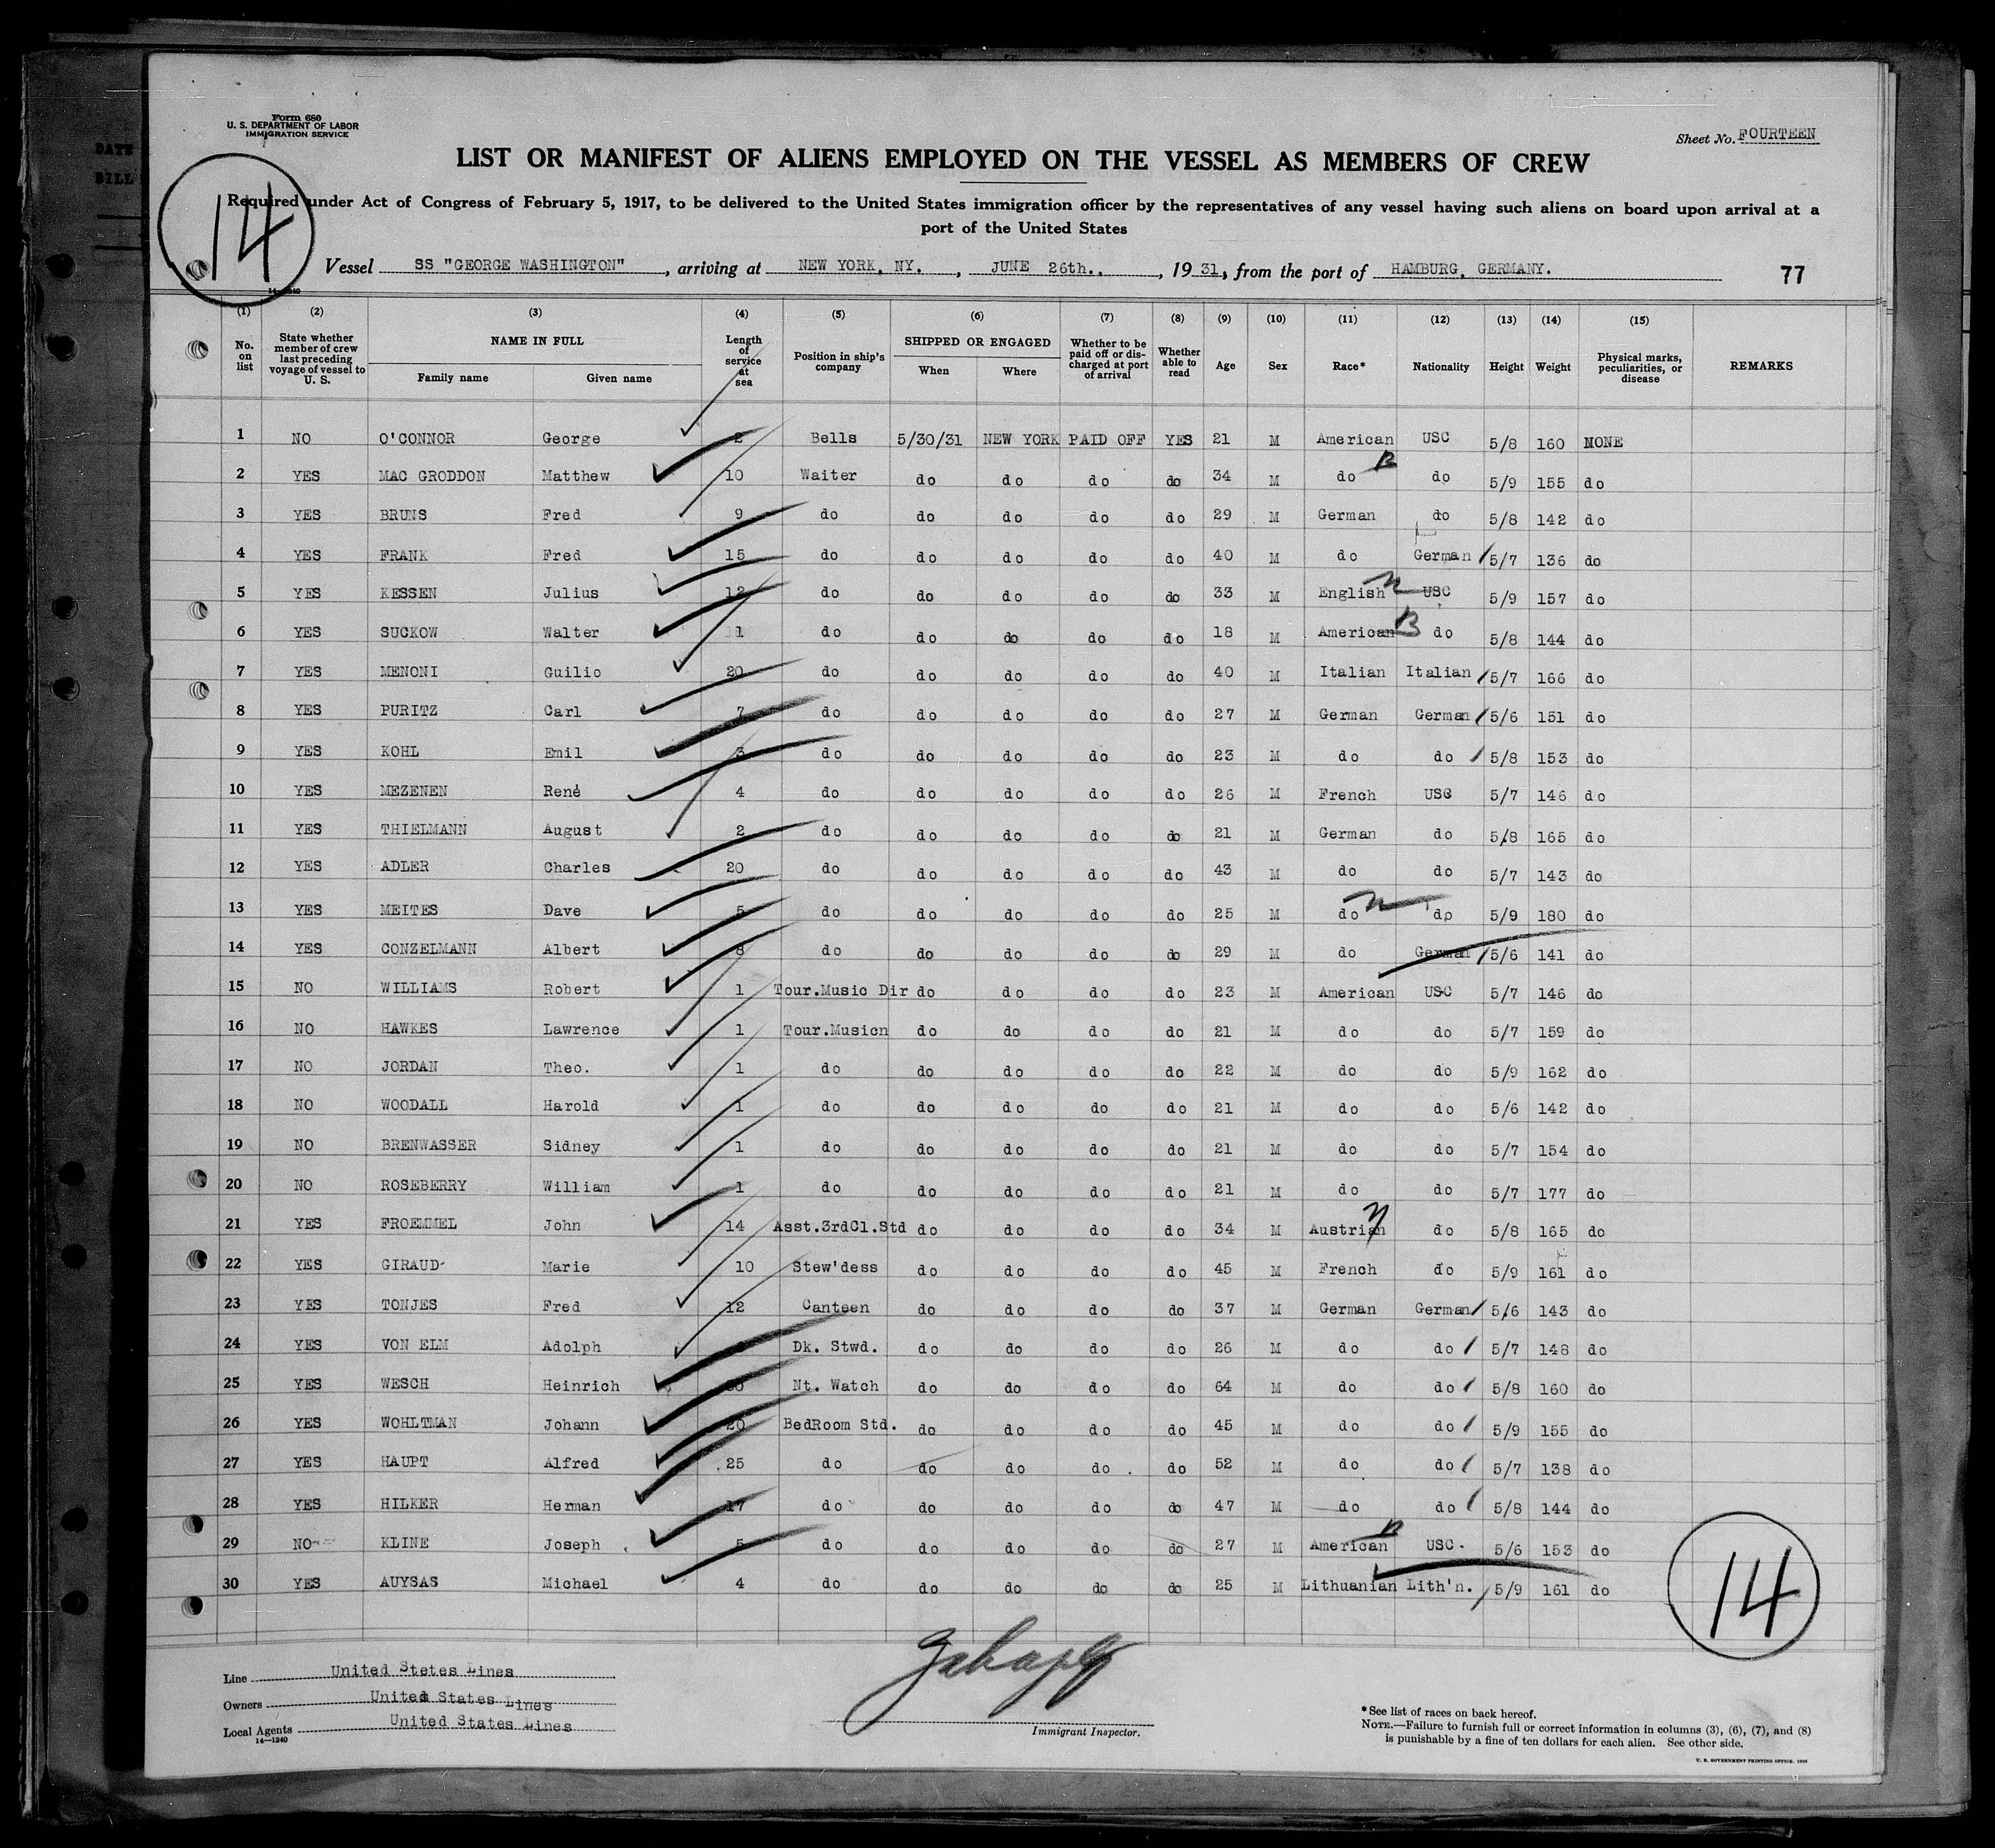 Form 680
U. S. DEPARTMENT OF LABOR
IMMIGRATION SERVICE
Sheet No. FOURTEEN
LIST OR MANIFEST OF ALIENS EMPLOYED ON THE VESSEL AS MEMBERS OF CREW
14
Required under Act of Congress of February 5, 1917, to be delivered to the United States immigration officer by the representatives of any vessel having such aliens on board upon arrival at a
port of the United States
Vessel SS "GEORGE WASHINGTON", arriving at NEW YORK, NY., JUNE 26th., 1931, from the port of HAMBURG, GERMANY. 77
14—1240
(1) (2) (3) (4) (5) (6) (7) (8) (9) (10) (11) (12) (13) (14) (15)
No. on list State whether member of crew last preceding voyage of vessel to U. S. NAME IN FULL Family name Given name Length of service at sea Position in ship's company SHIPPED OR ENGAGED When Where Whether to be paid off or discharged at port of arrival Whether able to read Age Sex Race* Nationality Height Weight Physical marks, peculiarities, or disease REMARKS
1 NO O'CONNOR George 2 Bells 5/30/31 NEW YORK PAID OFF YES 21 M American USC 5/8 160 NONE
2 YES MAC GRODDON Matthew 10 Waiter do do do do 34 M do B do 5/9 155 do
3 YES BRUNS Fred 9 do do do do do 29 M German do 5/8 142 do
4 YES FRANK Fred 15 do do do do do 40 M do German 5/7 136 do
5 YES KESSEN Julius 12 do do do do do 33 M English n USC 5/9 157 do
6 YES SUCKOW Walter 1 do do do do do 18 M American B do 5/8 144 do
7 YES MENONI Guilio 20 do do do do do 40 M Italian Italian 5/7 166 do
8 YES PURITZ Carl 7 do do do do do 27 M German German 5/6 151 do
9 YES KOHL Emil 3 do do do do do 23 M do do 5/8 153 do
10 YES MEZENEN René 4 do do do do do 26 M French USC 5/7 146 do
11 YES THIELMANN August 2 do do do do do 21 M German do 5/8 165 do
12 YES ADLER Charles 20 do do do do do 43 M do do 5/7 143 do
13 YES MEITES Dave 5 do do do do do 25 M do n do 5/9 180 do
14 YES CONZELMANN Albert 8 do do do do do 29 M do German 5/6 141 do
15 NO WILLIAMS Robert 1 Tour.Music Dir do do do do 23 M American USC 5/7 146 do
16 NO HAWKES Lawrence 1 Tour.Musicn do do do do 21 M do do 5/7 159 do
17 NO JORDAN Theo. 1 do do do do do 22 M do do 5/9 162 do
18 NO WOODALL Harold 1 do do do do do 21 M do do 5/6 142 do
19 NO BRENWASSER Sidney 1 do do do do do 21 M do do 5/7 154 do
20 NO ROSEBERRY William 1 do do do do do 21 M do do 5/7 177 do
21 YES FROEMMEL John 14 Asst.3rdCl.Std do do do do 34 M Austrian n do 5/8 165 do
22 YES GIRAUD Marie 10 Stew'dess do do do do 45 M French do 5/9 161 do
23 YES TONJES Fred 12 Canteen do do do do 37 M German German 5/6 143 do
24 YES VON ELM Adolph Dk. Stwd. do do do do 26 M do do 5/7 148 do
25 YES WESCH Heinrich Nt. Watch do do do do 64 M do do 5/8 160 do
26 YES WOHLTMAN Johann 20 BedRoom Std. do do do do 45 M do do 5/9 155 do
27 YES HAUPT Alfred 25 do do do do do 52 M do do 5/7 138 do
28 YES HILKER Herman 17 do do do do do 47 M do do 5/8 144 do
29 NO KLINE Joseph 5 do do do do do 27 M American B USC. 5/6 153 do
30 YES AUYSAS Michael 4 do do do do do 25 M Lithuanian Lith'n. 5/9 161 do
14
Line United Stetes Lines
Owners United States Lines
Local Agents United States Lines
14—1240
Immigrant Inspector.
*See list of races on back hereof.
NOTE.—Failure to furnish full or correct information in columns (3), (6), (7), and (8)
is punishable by a fine of ten dollars for each alien. See other side.
U. S. GOVERNMENT PRINTING OFFICE.
DATE
BILL